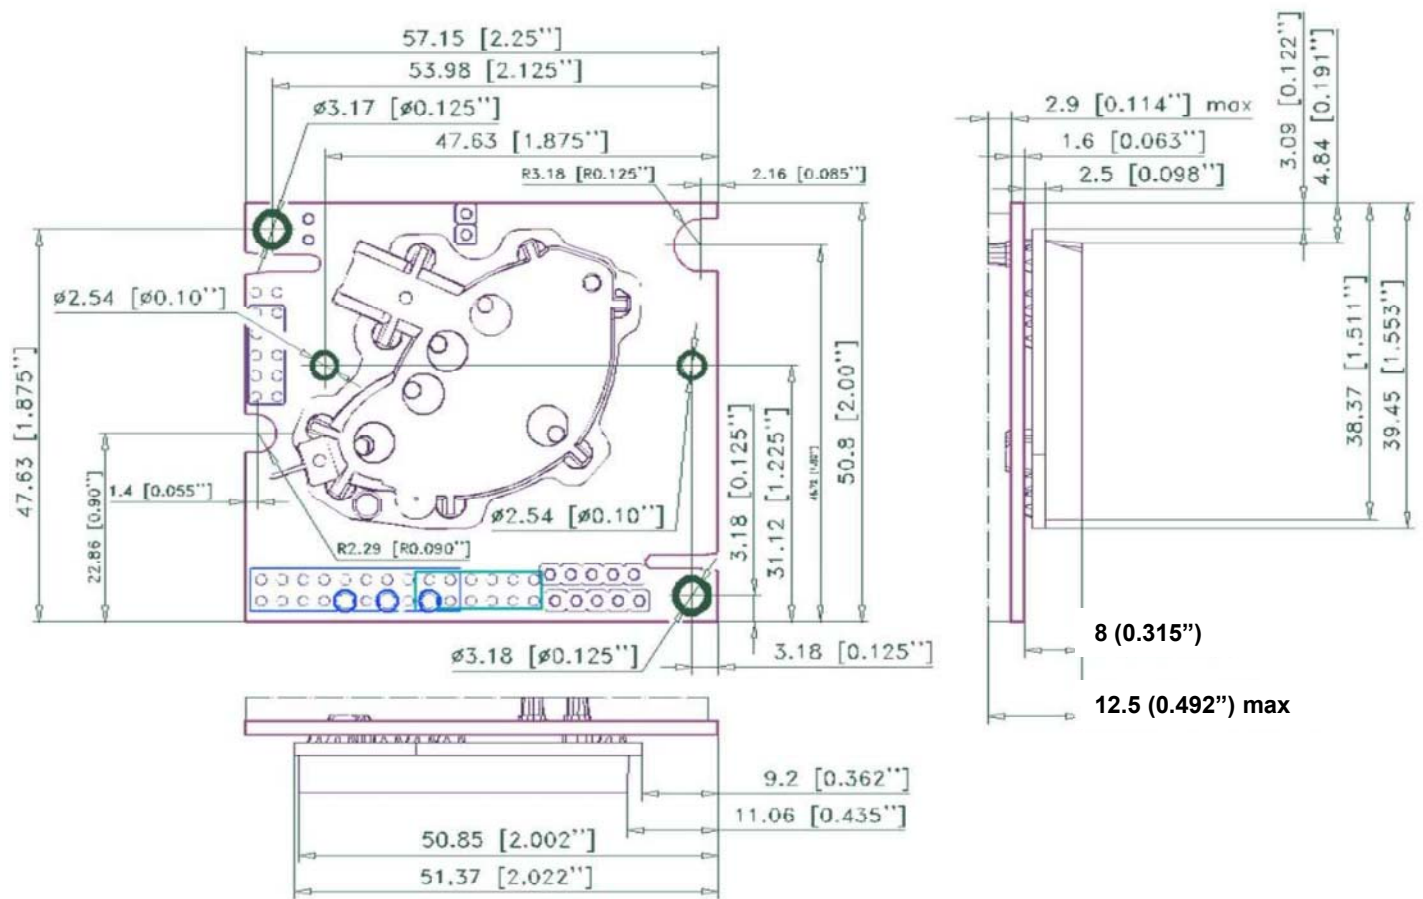 57.15 [2.25'']
53.98 [2.125'']
ø3.17 [ø0.125'']
47.63 [1.875'']
R3.18 [R0.125'']
2.16 [0.085'']
ø2.54 [ø0.10'']
47.63 [1.875'']
22.86 [0.90'']
1.4 [0.055'']
R2.29 [R0.090'']
ø2.54 [ø0.10'']
3.18 [0.125'']
31.12 [1.225'']
50.8 [2.00'']
ø3.18 [ø0.125'']
3.18 [0.125'']
2.9 [0.114''] max
1.6 [0.063'']
2.5 [0.098'']
3.09 [0.122'']
4.84 [0.191'']
38.37 [1.511'']
39.45 [1.553'']
8 (0.315”)
12.5 (0.492”) max
9.2 [0.362'']
11.06 [0.435'']
50.85 [2.002'']
51.37 [2.022'']